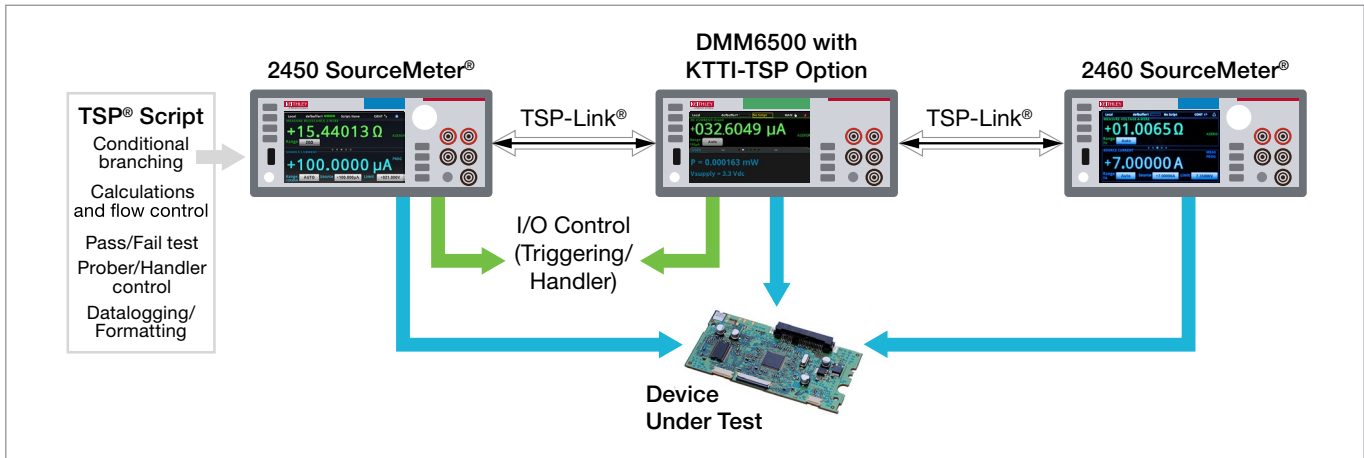 DMM6500 with
KTTI-TSP Option
2450 SourceMeter®
2460 SourceMeter®
TSP® Script
Conditional
branching
Calculations
and flow control
Pass/Fail test
Prober/Handler
control
Datalogging/
Formatting
TSP-Link®
TSP-Link®
+15.44013 Ω
+100.0000 µA
+032.6049 µA
Auto
P = 0.000163 mW
Vsupply = 3.3 Vdc
+01.0065 Ω
Auto
+7.00000 A
I/O Control
(Triggering/
Handler)
Device
Under Test